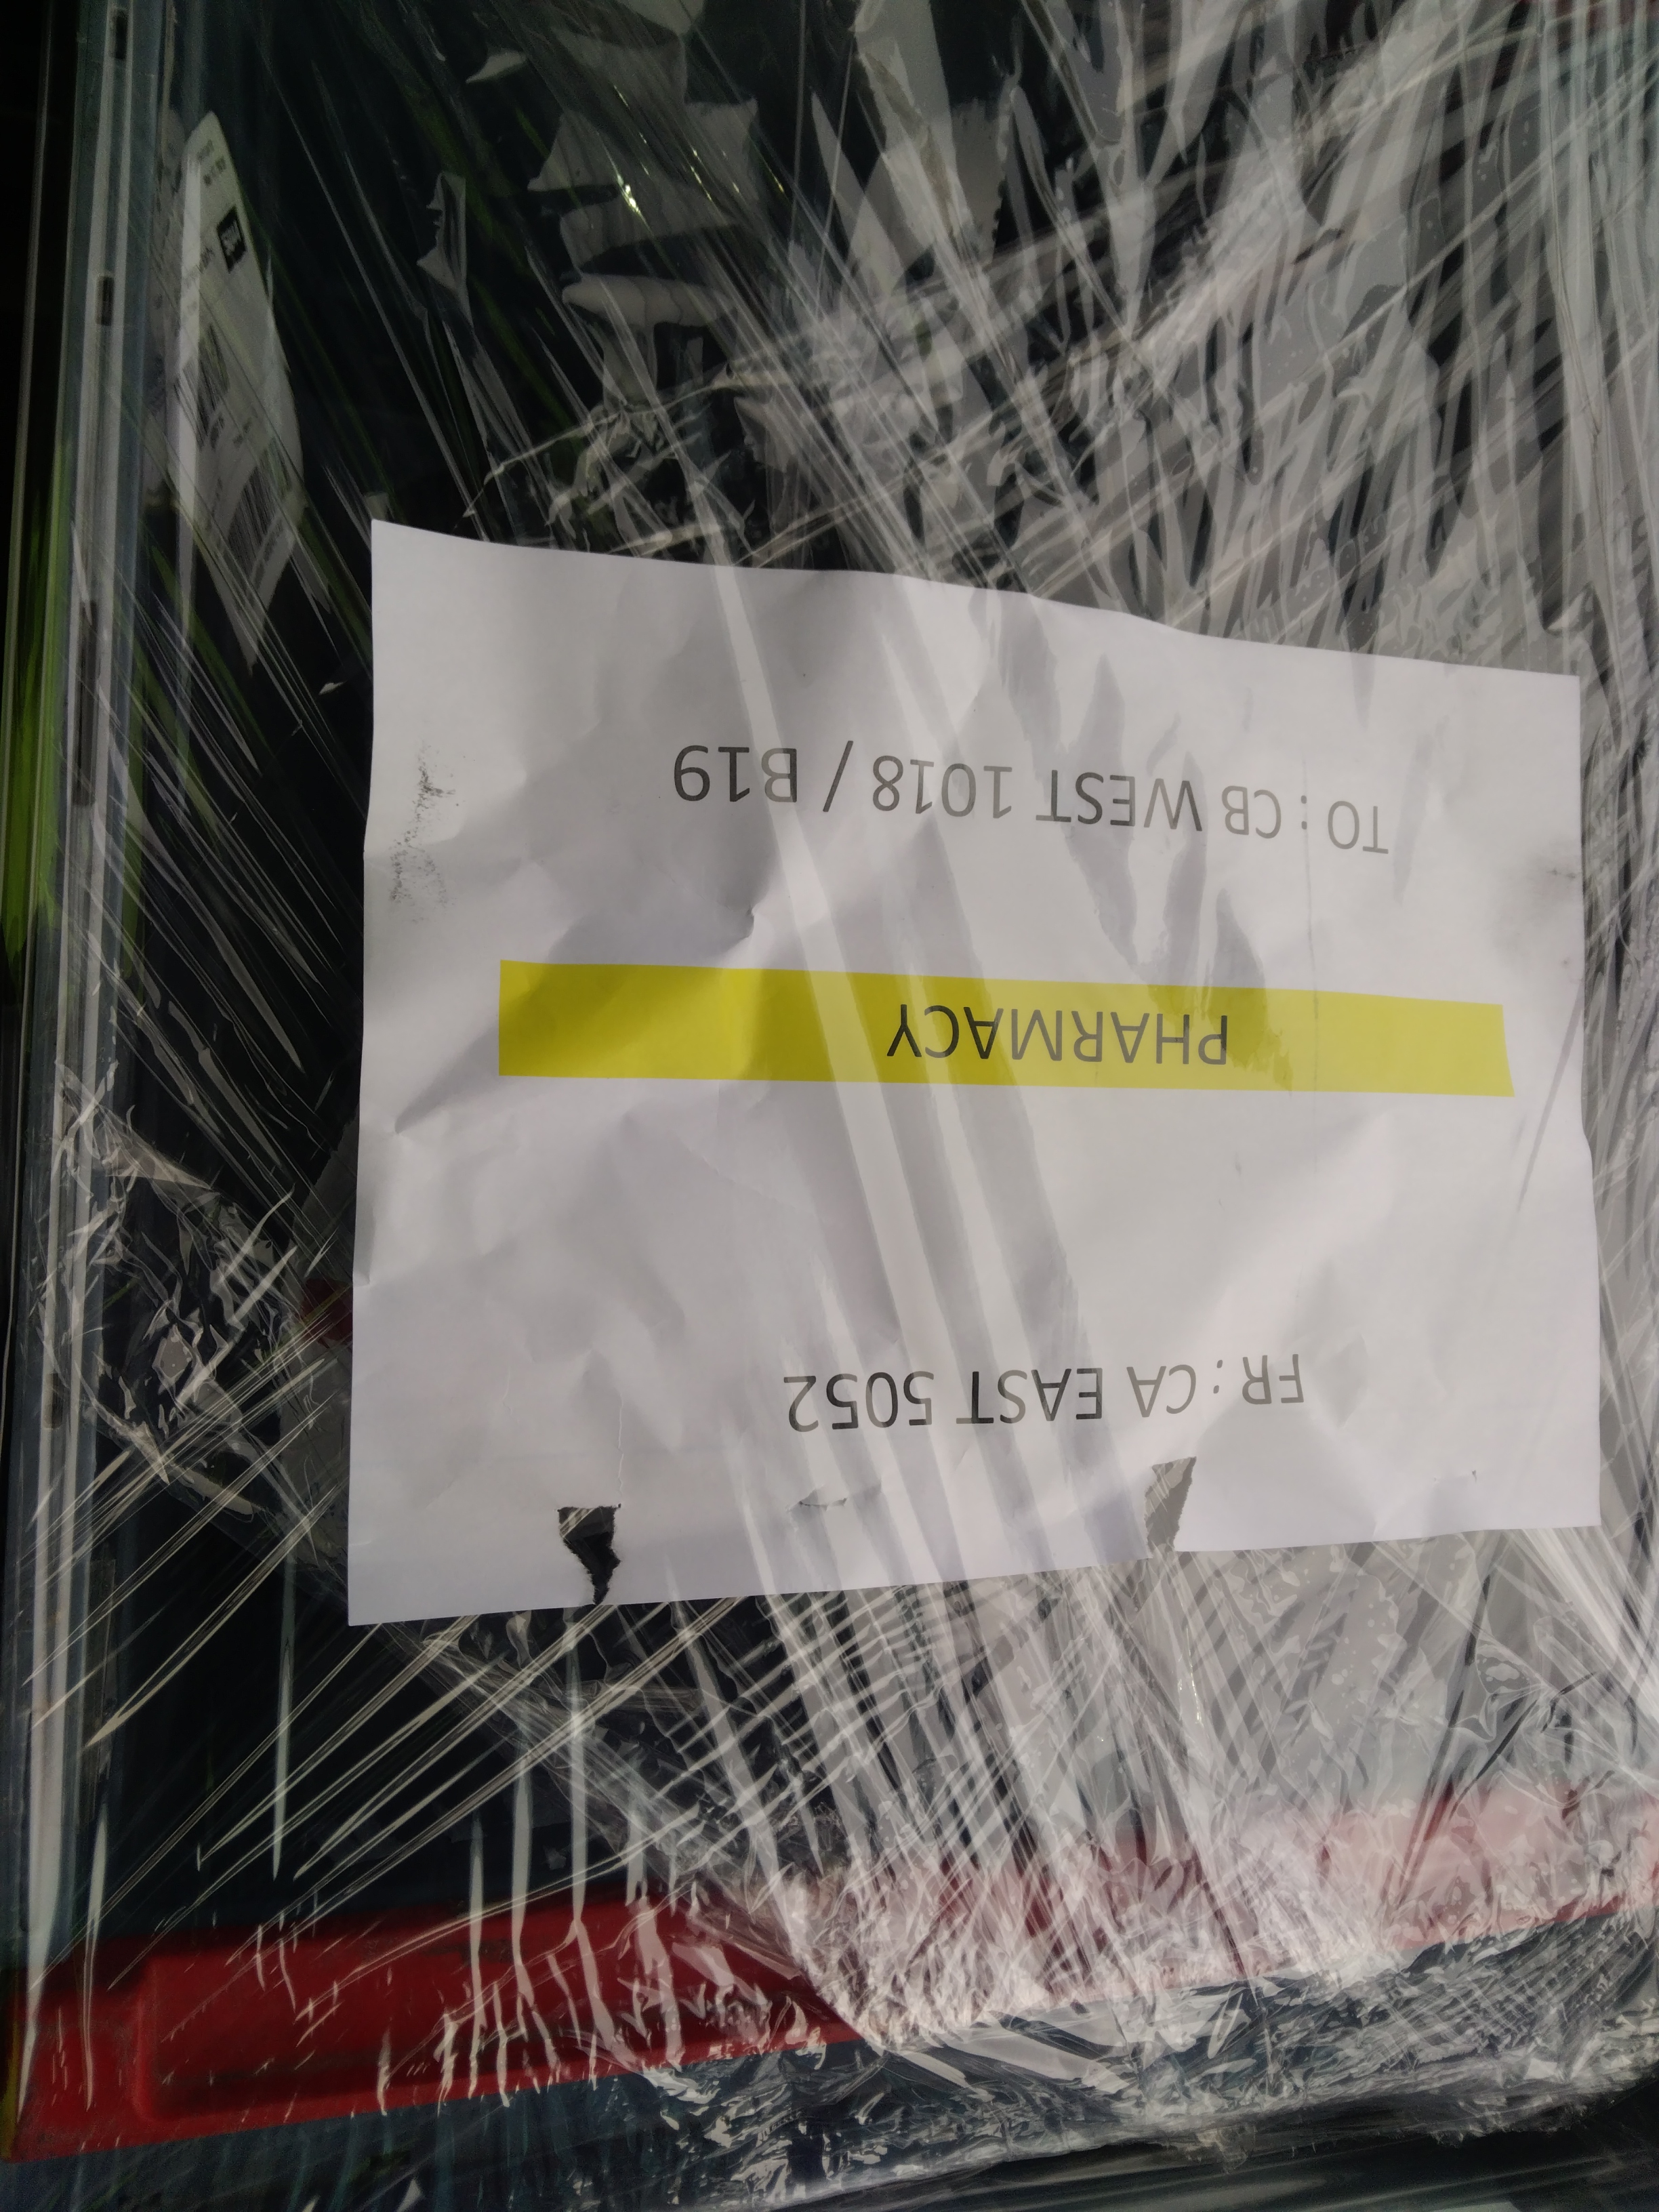 FR : CA EAST 5052
PHARMACY
TO : CB WEST 1018 / B19